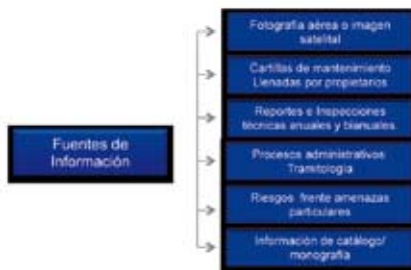 Fuentes de
Información
Fotografía aérea o imagen
satelital
Cartillas de mantenimiento
Llenadas por propietarios
Reportes e Inspecciones
técnicas anuales y bianuales.
Procesos administrativos
Tramitología
Riesgos frente amenazas
particulares
Información de catálogo/
monografía